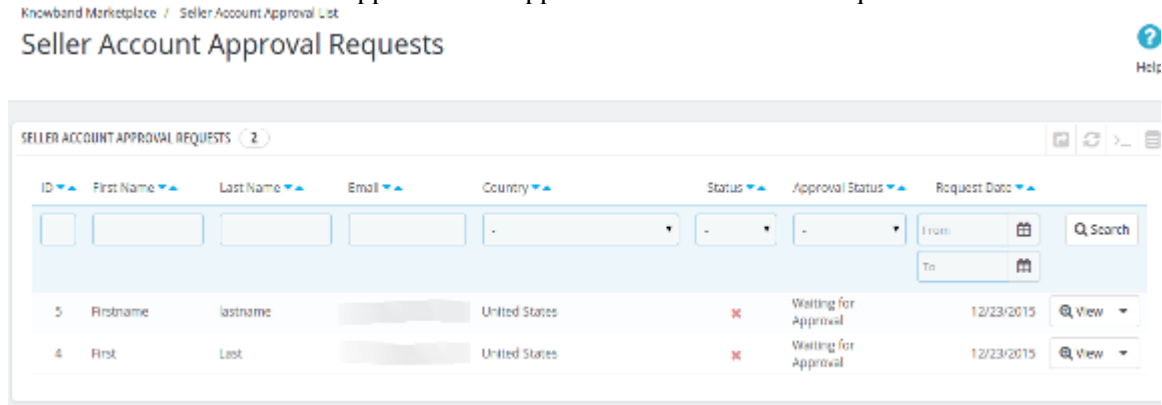 Knowband Marketplace / Seller Account Approval List
Seller Account Approval Requests
Help
SELLER ACCOUNT APPROVAL REQUESTS 2
ID First Name Last Name Email Country Status Approval Status Request Date
- - - From Search
To
5 Firstname lastname United States Waiting for Approval 12/23/2015 View
4 First Last United States Waiting for Approval 12/23/2015 View